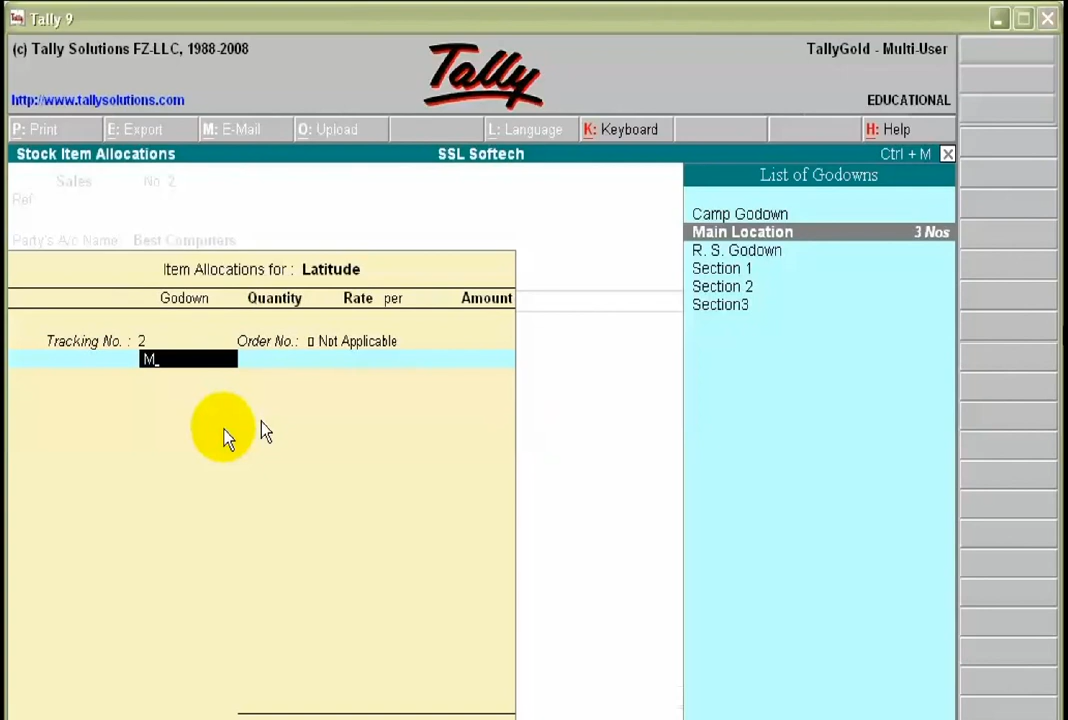 Tally 9
(c) Tally Solutions FZ-LLC, 1988-2008
Tally
TallyGold - Multi-User
http://www.tallysolutions.com
EDUCATIONAL
P: Print E: Export M: E-Mail O: Upload L: Language K: Keyboard H: Help
Stock Item Allocations SSL Softech Ctrl + M
Sales No. 2
Ref
Party's A/c Name: Best Computers
List of Godowns
Camp Godown
Main Location 3 Nos
R. S. Godown
Section 1
Section 2
Section3
Item Allocations for : Latitude
Godown Quantity Rate per Amount
Tracking No. : 2 Order No.: Not Applicable
M_